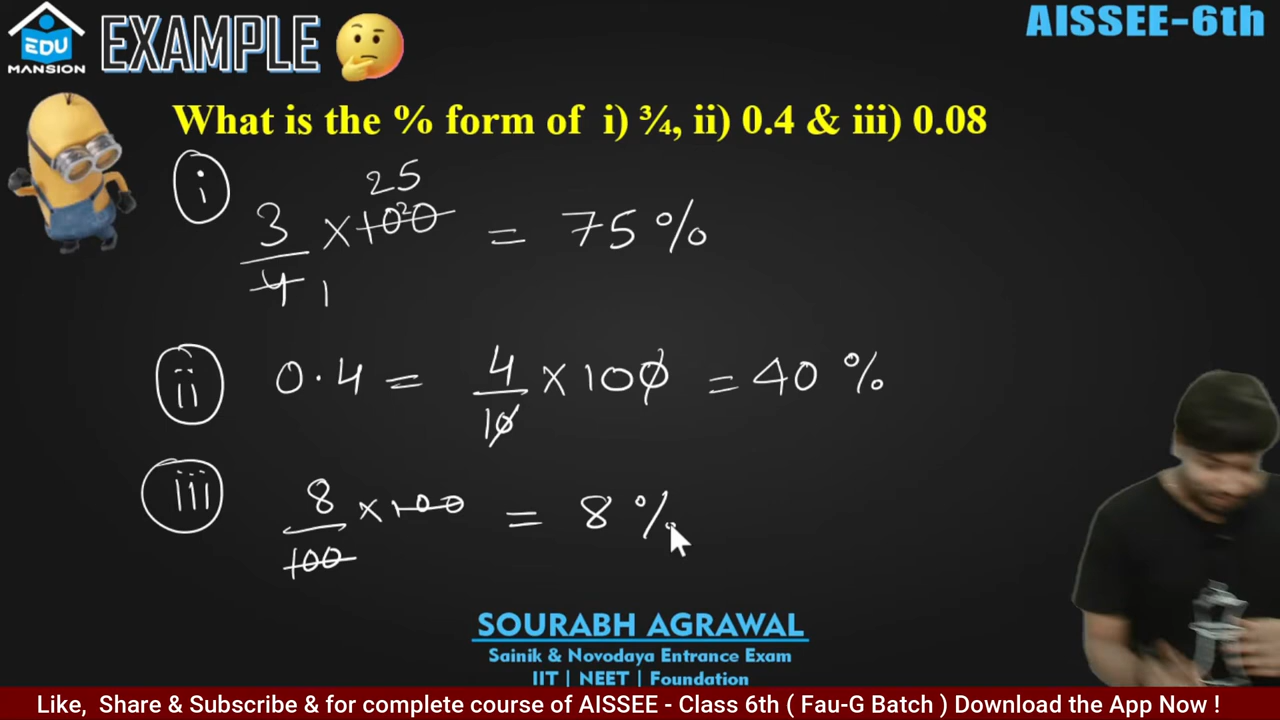 EDU
MANSION
EXAMPLE
AISSEE-6th
What is the % form of i) ¾, ii) 0.4 & iii) 0.08
i
25
3/4 × 100 = 75%
1
ii 0.4 = 4/10 × 100 = 40%
iii 8/100 × 100 = 8%
SOURABH AGRAWAL
Sainik & Novodaya Entrance Exam
IIT | NEET | Foundation
Like, Share & Subscribe & for complete course of AISSEE - Class 6th ( Fau-G Batch ) Download the App Now !